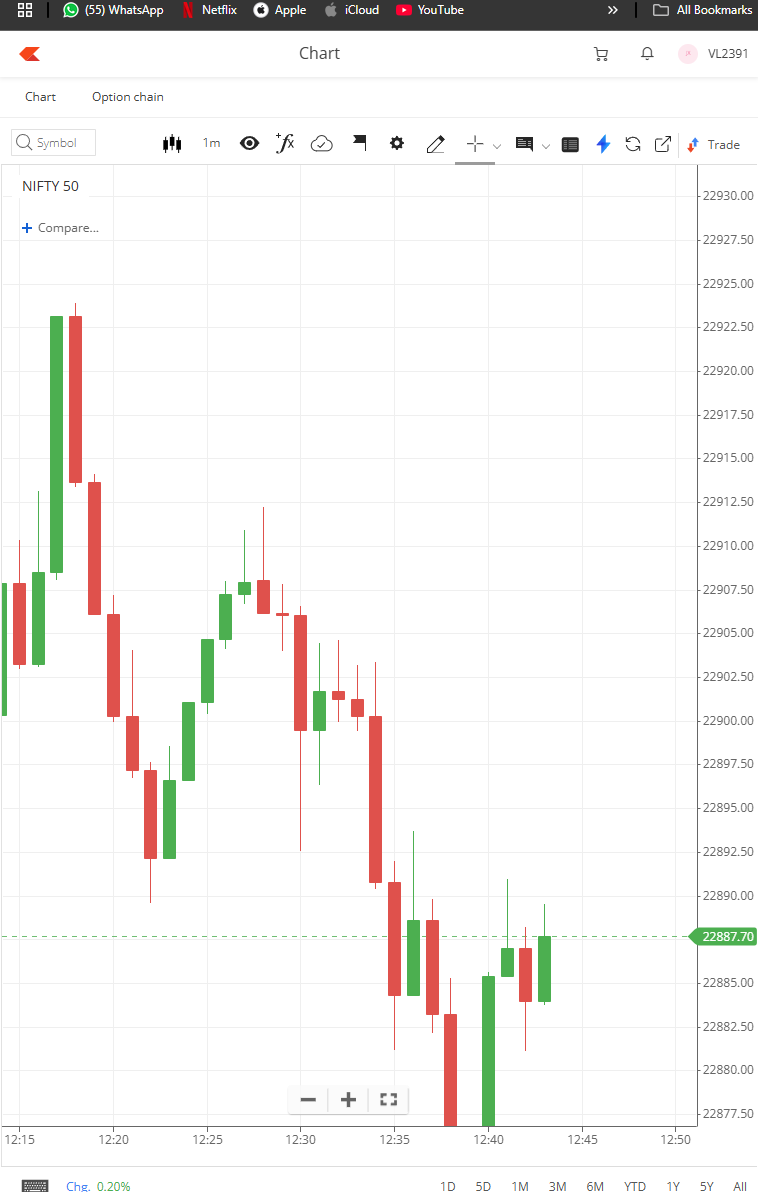 (55) WhatsApp Netflix Apple iCloud YouTube » All Bookmarks
Chart VL2391
Chart Option chain
Symbol 1m Trade
NIFTY 50
+ Compare...
22930.00
22927.50
22925.00
22922.50
22920.00
22917.50
22915.00
22912.50
22910.00
22907.50
22905.00
22902.50
22900.00
22897.50
22895.00
22892.50
22890.00
22887.70
22885.00
22882.50
22880.00
22877.50
12:15 12:20 12:25 12:30 12:35 12:40 12:45 12:50
Chg. 0.20% 1D 5D 1M 3M 6M YTD 1Y 5Y All